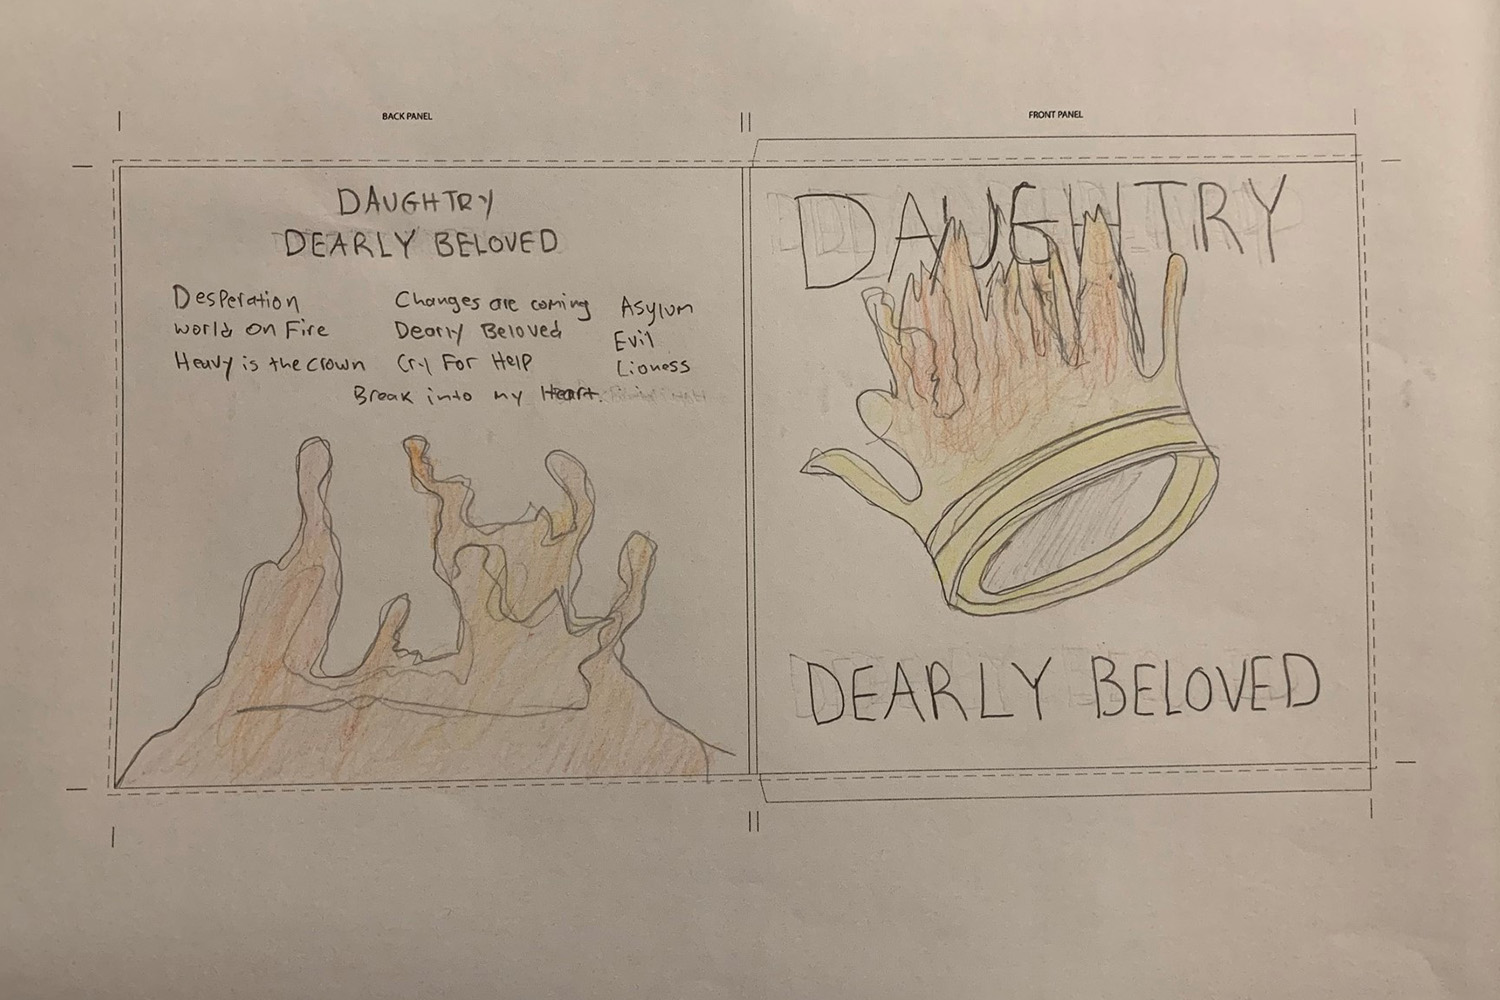 BACK PANEL
FRONT PANEL
DAUGHTRY
DEARLY BELOVED
Desperation
World on Fire
Heavy is the crown
Changes are coming
Dearly Beloved
Cry For Help
Asylum
Evil
Lioness
Break into my Heart.
DAUGHTRY
DEARLY BELOVED